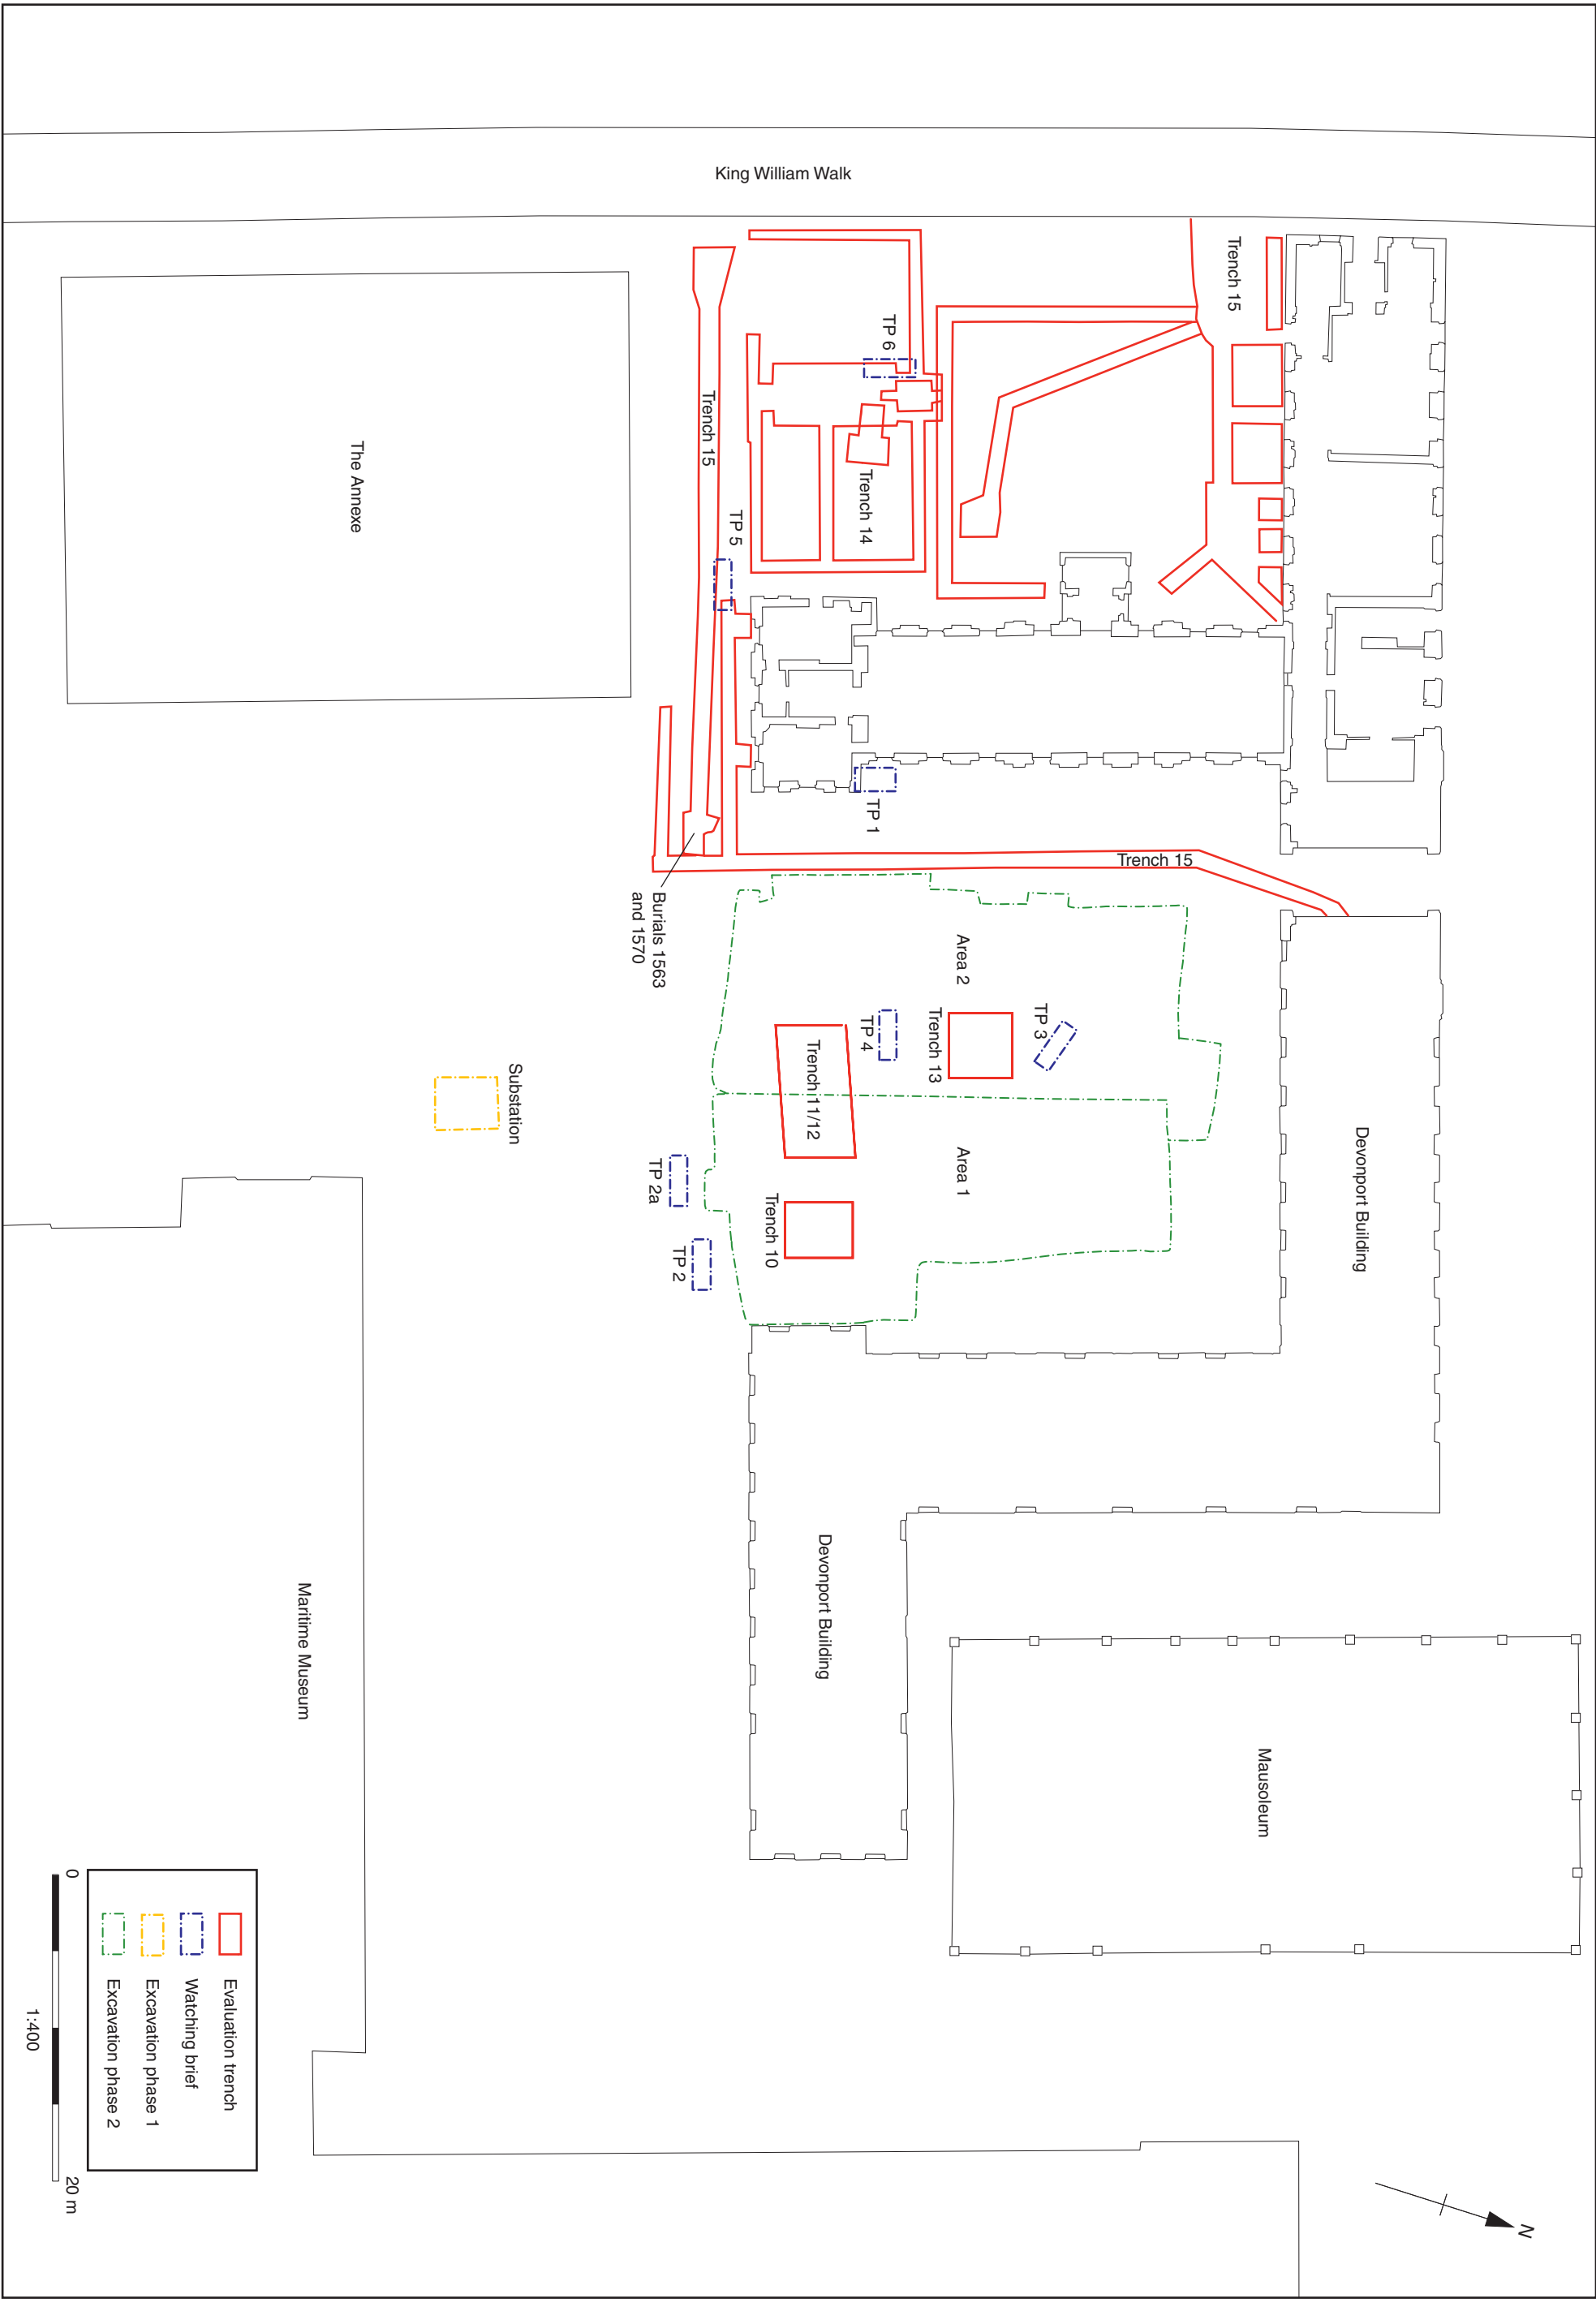 King William Walk
Trench 15
TP 6
Trench 15
The Annexe
Trench 14
TP 5
TP 1
Trench 15
Burials 1563
and 1570
Area 2
TP 3
Trench 13
TP 4
Trench 11/12
Substation
Area 1
Devonport Building
TP 2a
Trench 10
TP 2
Devonport Building
Maritime Museum
Mausoleum
Evaluation trench
Watching brief
Excavation phase 1
Excavation phase 2
0
20 m
1:400
N